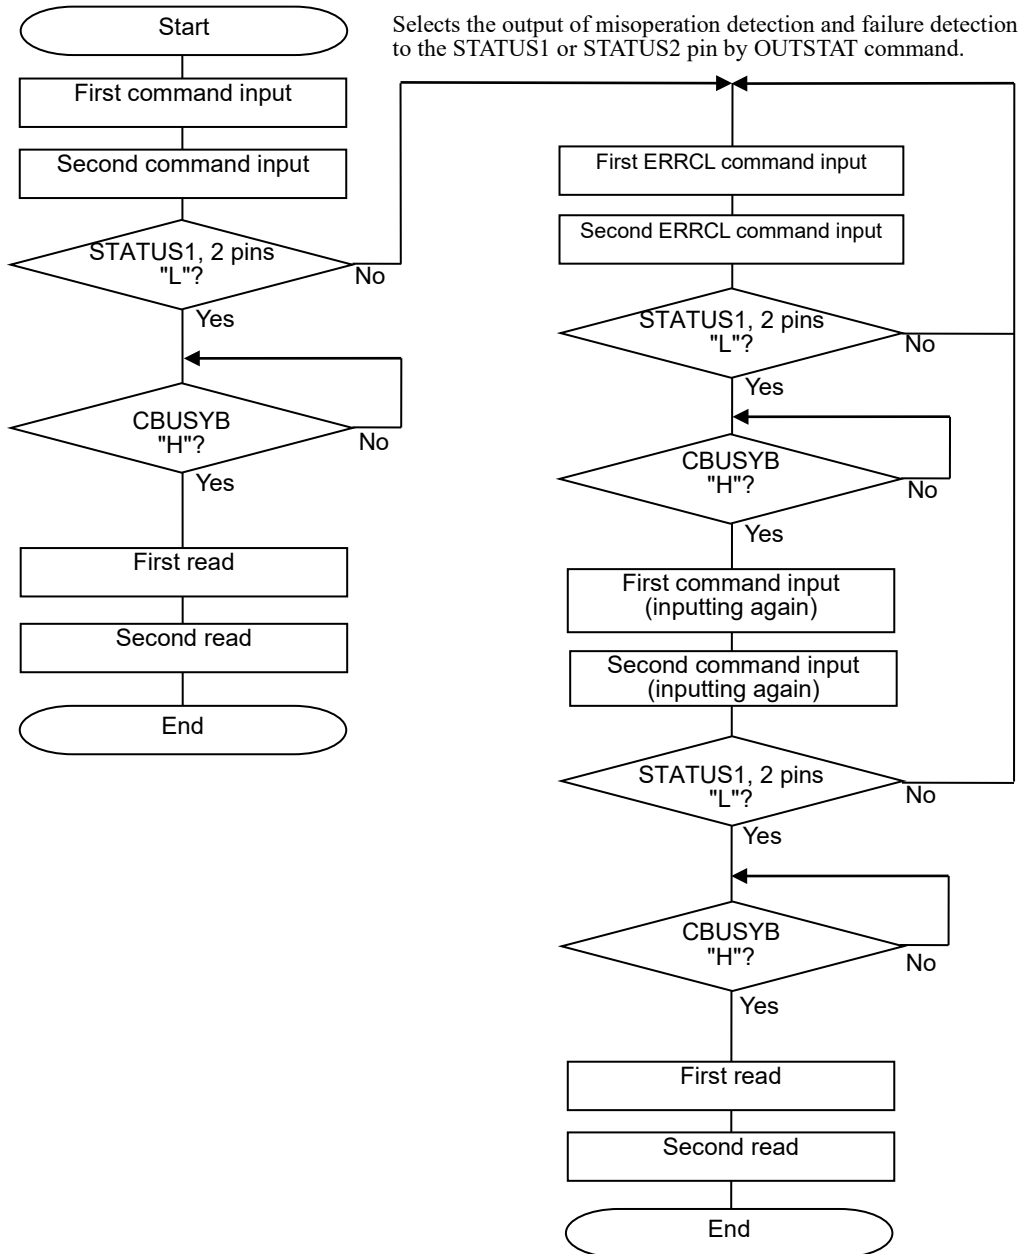 Start
First command input
Second command input
STATUS1, 2 pins
"L"?
No
Yes
CBUSYB
"H"?
No
Yes
First read
Second read
End
Selects the output of misoperation detection and failure detection
to the STATUS1 or STATUS2 pin by OUTSTAT command.
First ERRCL command input
Second ERRCL command input
STATUS1, 2 pins
"L"?
No
Yes
CBUSYB
"H"?
No
Yes
First command input
(inputting again)
Second command input
(inputting again)
STATUS1, 2 pins
"L"?
No
Yes
CBUSYB
"H"?
No
Yes
First read
Second read
End